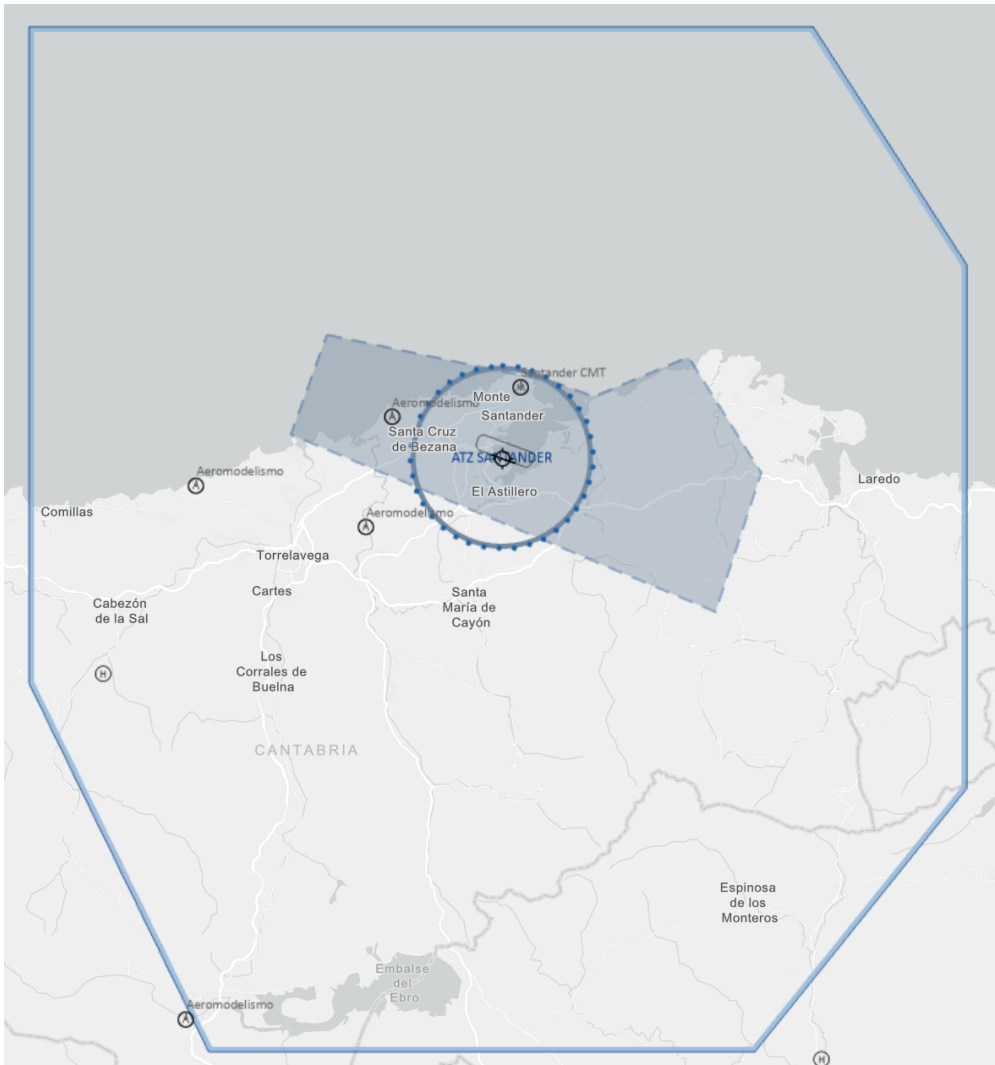 Santander CMT
Monte
Aeromodelismo
Santander
Santa Cruz
de Bezana
ATZ SANTANDER
Aeromodelismo
Laredo
El Astillero
Comillas
Aeromodelismo
Torrelavega
Cartes
Santa
María de
Cayón
Cabezón
de la Sal
H
Los
Corrales de
Buelna
CANTABRIA
Espinosa
de los
Monteros
Embalse
del
Ebro
Aeromodelismo
H